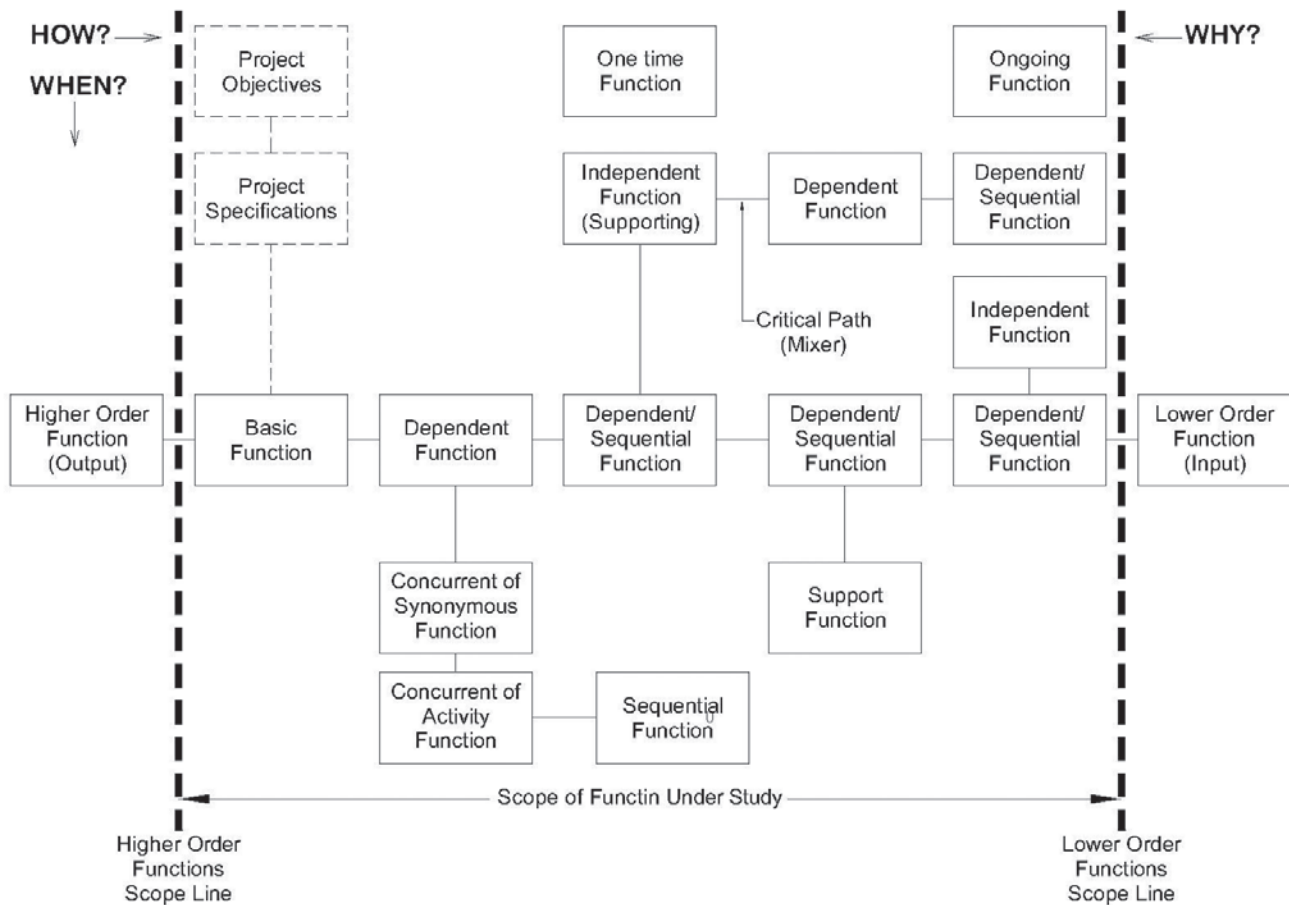 HOW?
WHEN?
WHY?
Project
Objectives
One time
Function
Ongoing
Function
Project
Specifications
Independent
Function
(Supporting)
Dependent
Function
Dependent/
Sequential
Function
Critical Path
(Mixer)
Independent
Function
Higher Order
Function
(Output)
Basic
Function
Dependent
Function
Dependent/
Sequential
Function
Dependent/
Sequential
Function
Dependent/
Sequential
Function
Lower Order
Function
(Input)
Concurrent of
Synonymous
Function
Support
Function
Concurrent of
Activity
Function
Sequential
Function
Scope of Functin Under Study
Higher Order
Functions
Scope Line
Lower Order
Functions
Scope Line